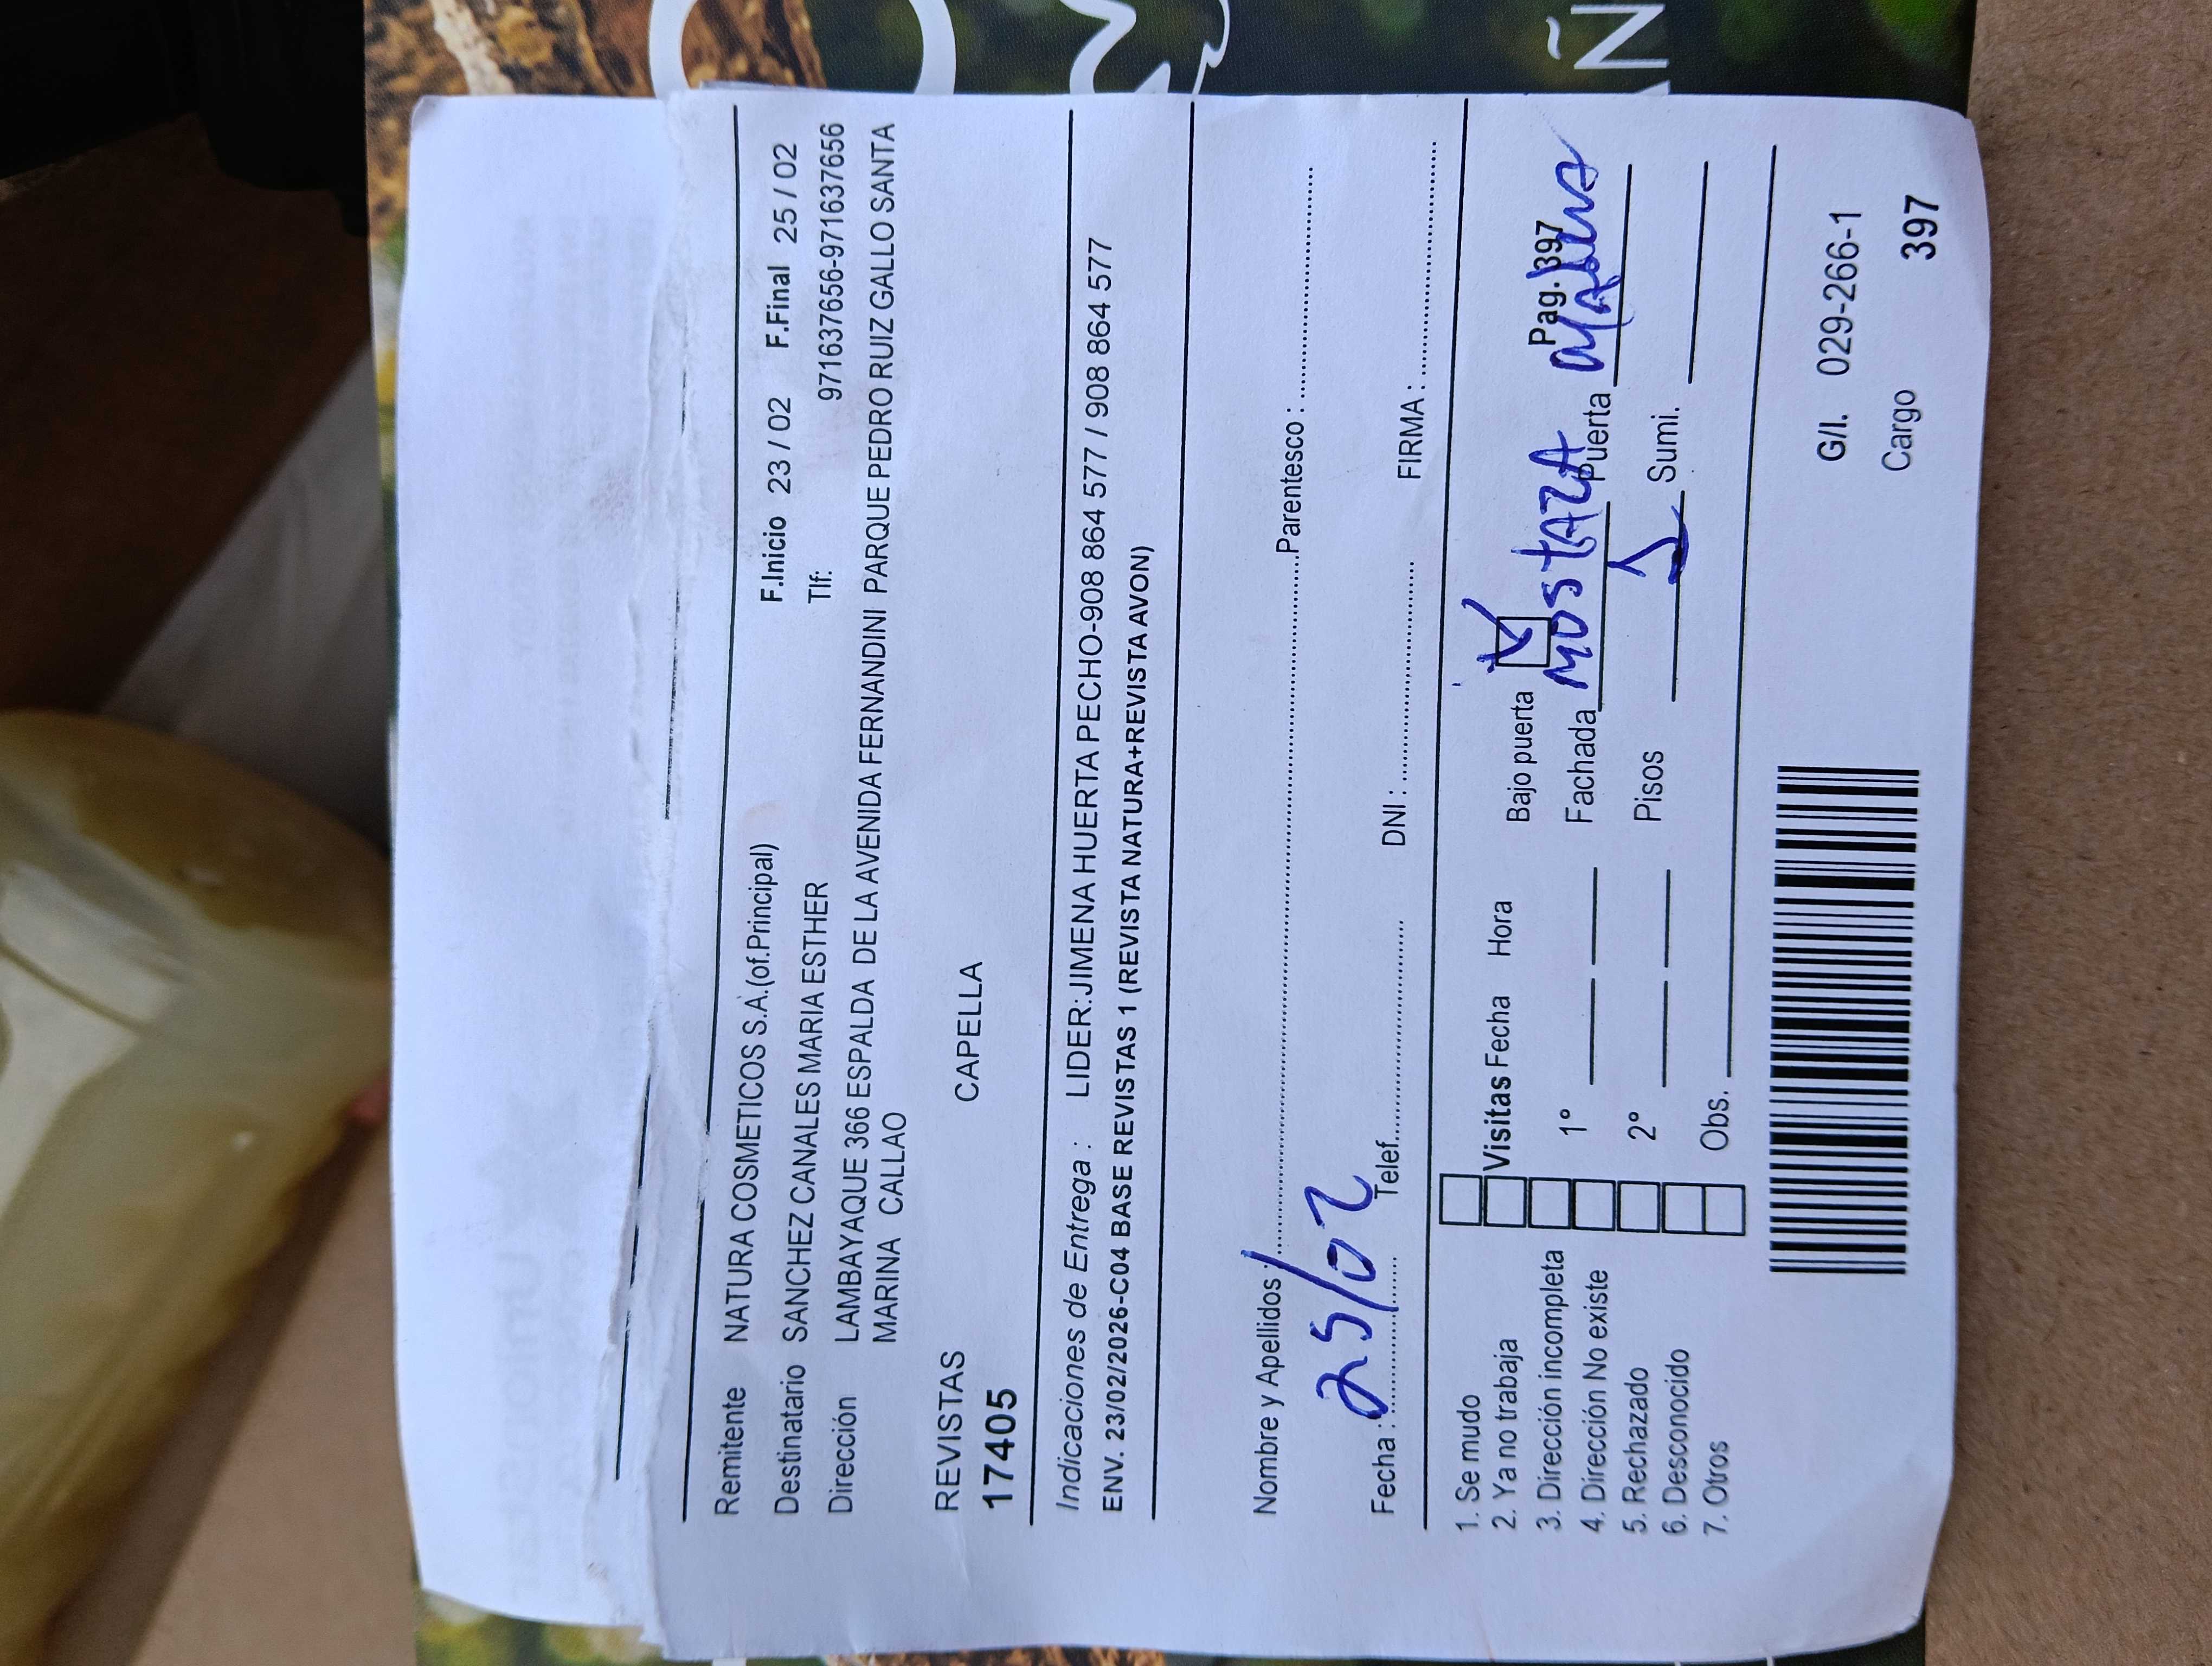 Ñ
Remitente NATURA COSMETICOS S.A.(of.Principal) F.Inicio 23 / 02 F.Final 25 / 02
Destinatario SANCHEZ CANALES MARIA ESTHER Tlf: 971637656-971637656
Dirección LAMBAYAQUE 366 ESPALDA DE LA AVENIDA FERNANDINI PARQUE PEDRO RUIZ GALLO SANTA
MARINA CALLAO
REVISTAS CAPELLA
17405
Indicaciones de Entrega : LIDER:JIMENA HUERTA PECHO-908 864 577 / 908 864 577
ENV. 23/02/2026-C04 BASE REVISTAS 1 (REVISTA NATURA+REVISTA AVON)
Nombre y Apellidos : Parentesco :
Fecha : 25/02 Telef. DNI : FIRMA :
1. Se mudo
2. Ya no trabaja Visitas Fecha Hora Bajo puerta Pag. 397
3. Dirección incompleta 1° Fachada MOSTAZA Puerta
4. Dirección No existe
5. Rechazado 2° Pisos Sumi.
6. Desconocido
7. Otros Obs.
G/I. 029-266-1
Cargo 397